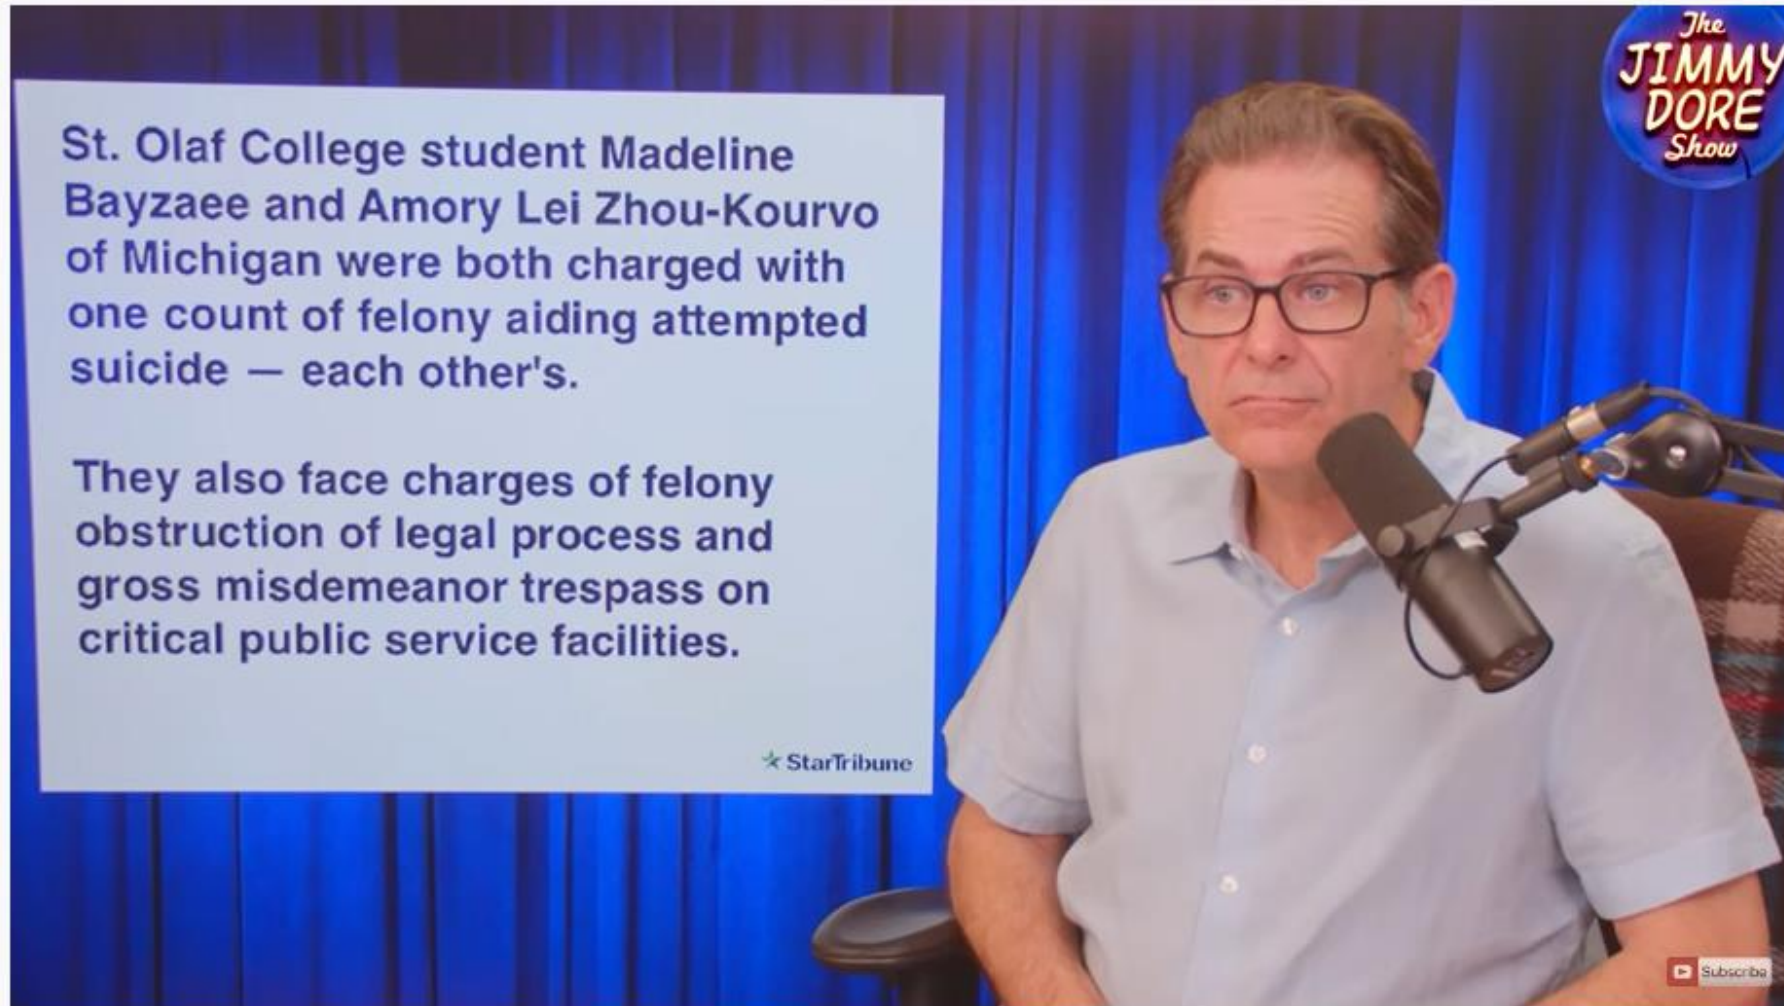 St. Olaf College student Madeline
Bayzaee and Amory Lei Zhou-Kourvo
of Michigan were both charged with
one count of felony aiding attempted
suicide — each other's.
They also face charges of felony
obstruction of legal process and
gross misdemeanor trespass on
critical public service facilities.
StarTribune
The
JIMMY
DORE
Show
Subscribe